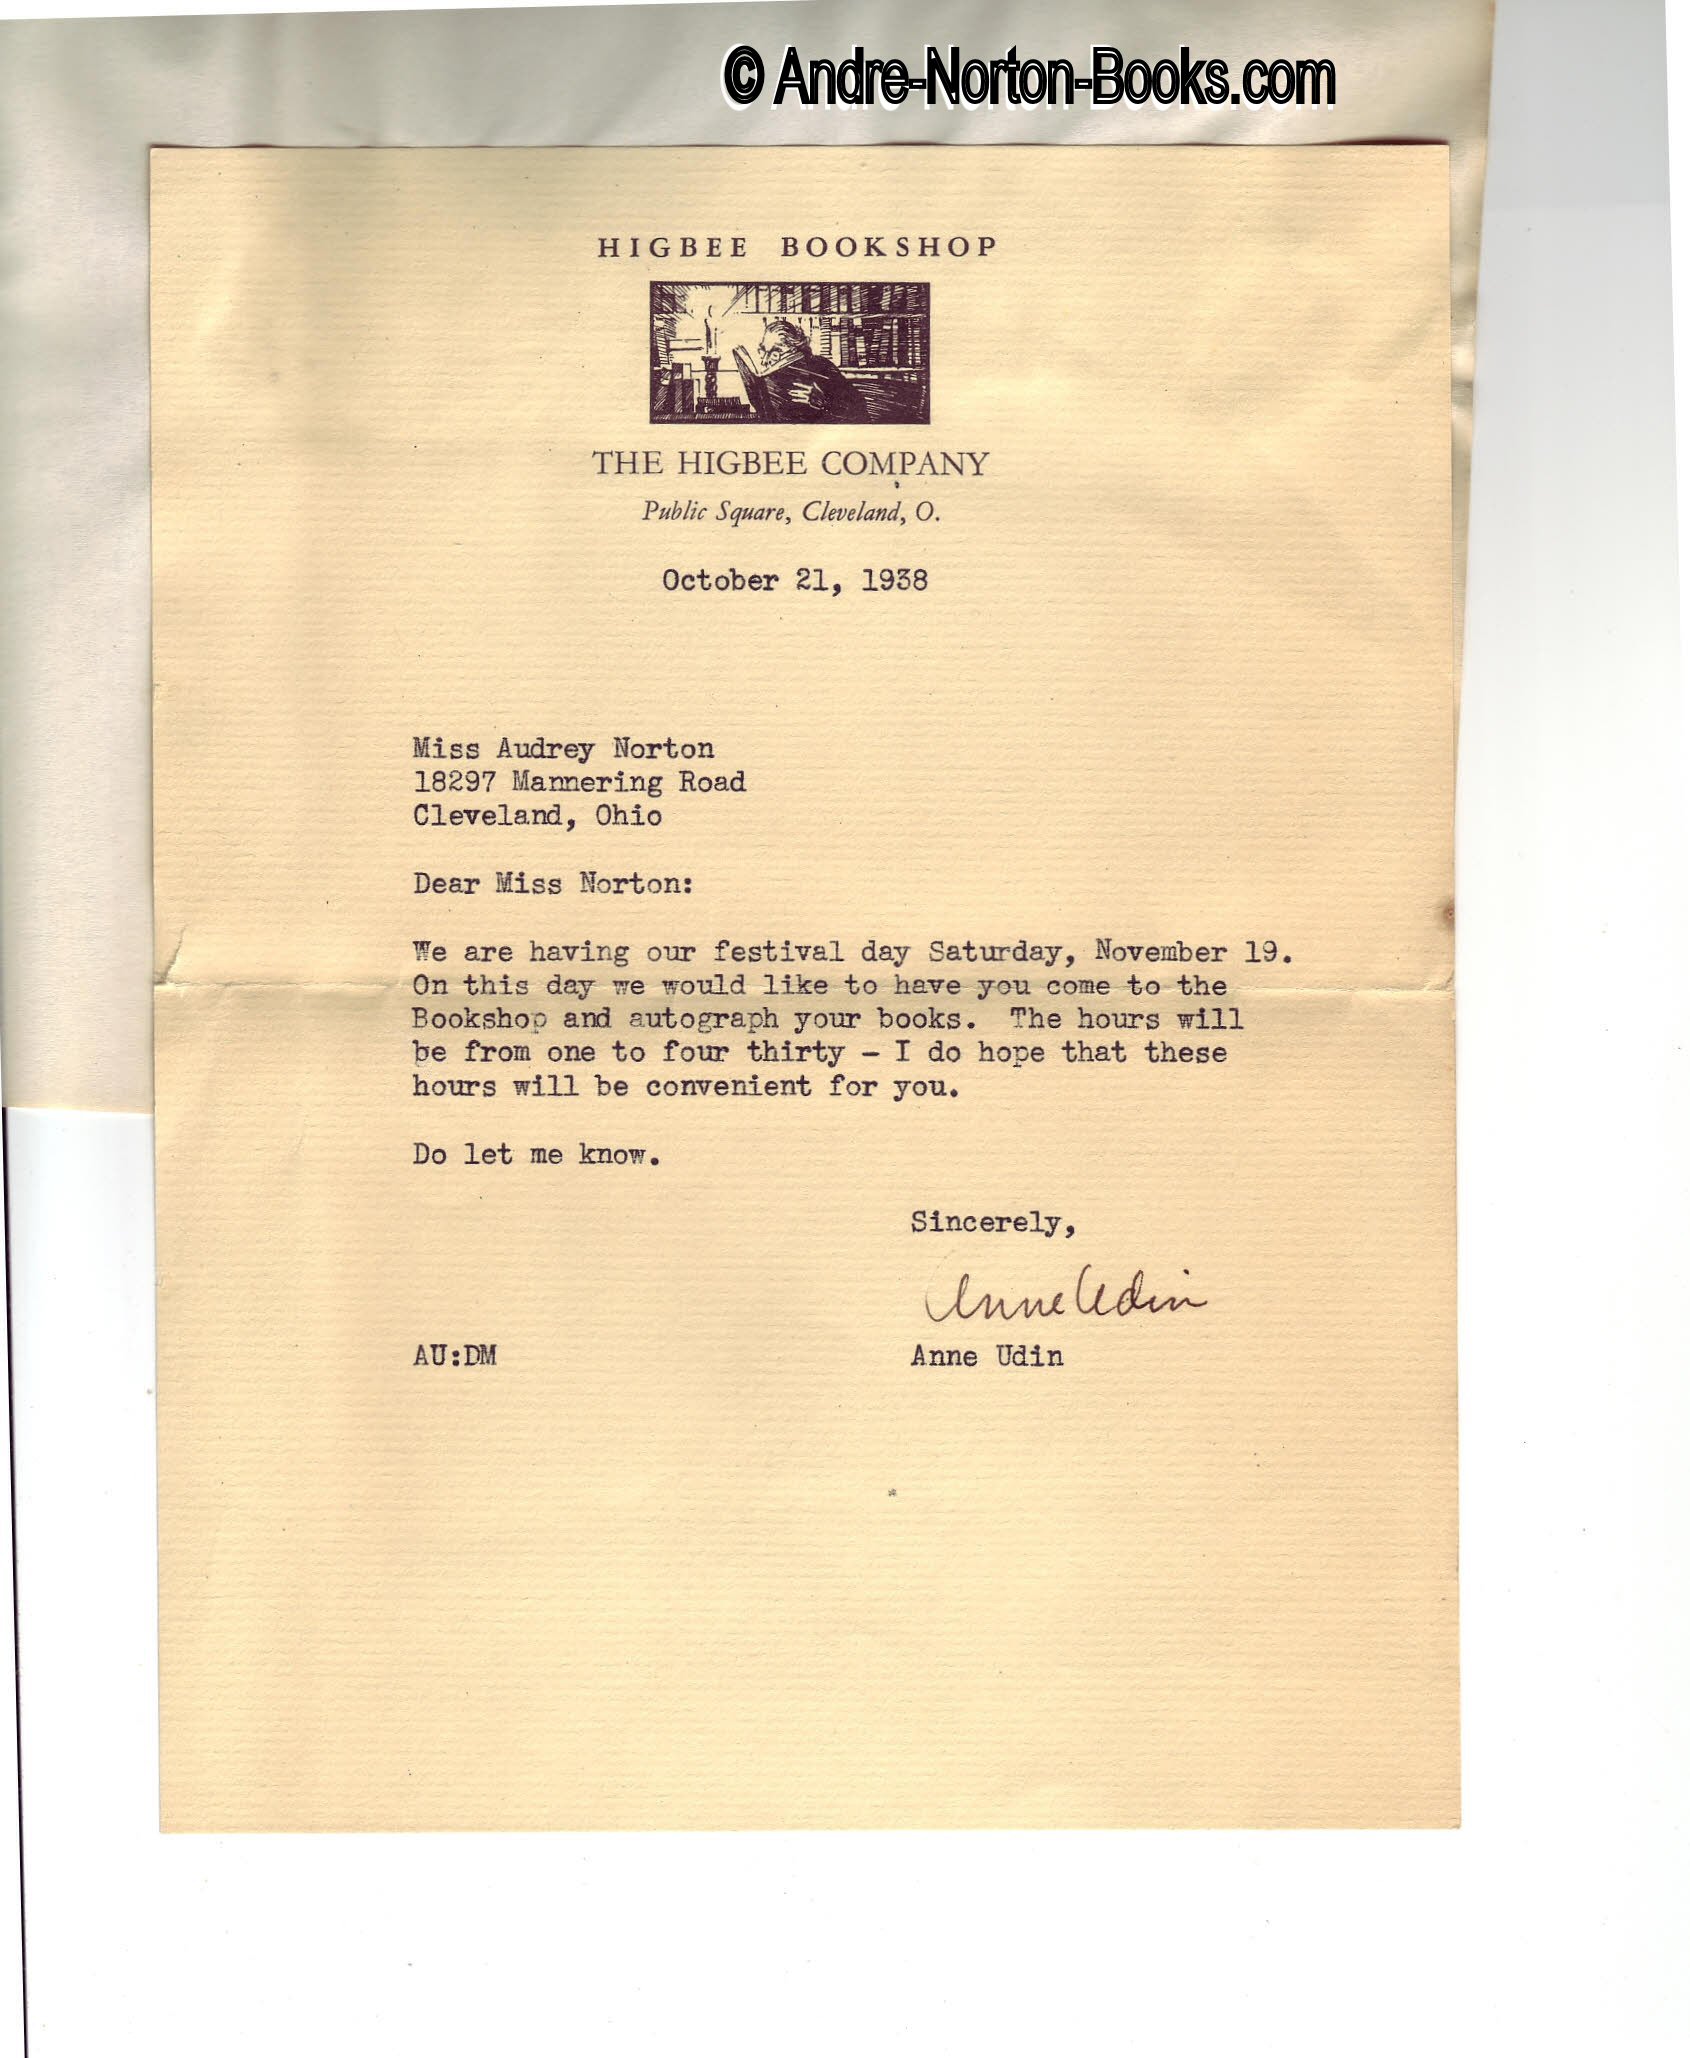 © Andre-Norton-Books.com
HIGBEE BOOKSHOP
THE HIGBEE COMPANY
Public Square, Cleveland, O.
October 21, 1938
Miss Audrey Norton
18297 Mannering Road
Cleveland, Ohio
Dear Miss Norton:
We are having our festival day Saturday, November 19.
On this day we would like to have you come to the
Bookshop and autograph your books. The hours will
be from one to four thirty - I do hope that these
hours will be convenient for you.
Do let me know.
Sincerely,
Anne Udin
AU:DM Anne Udin